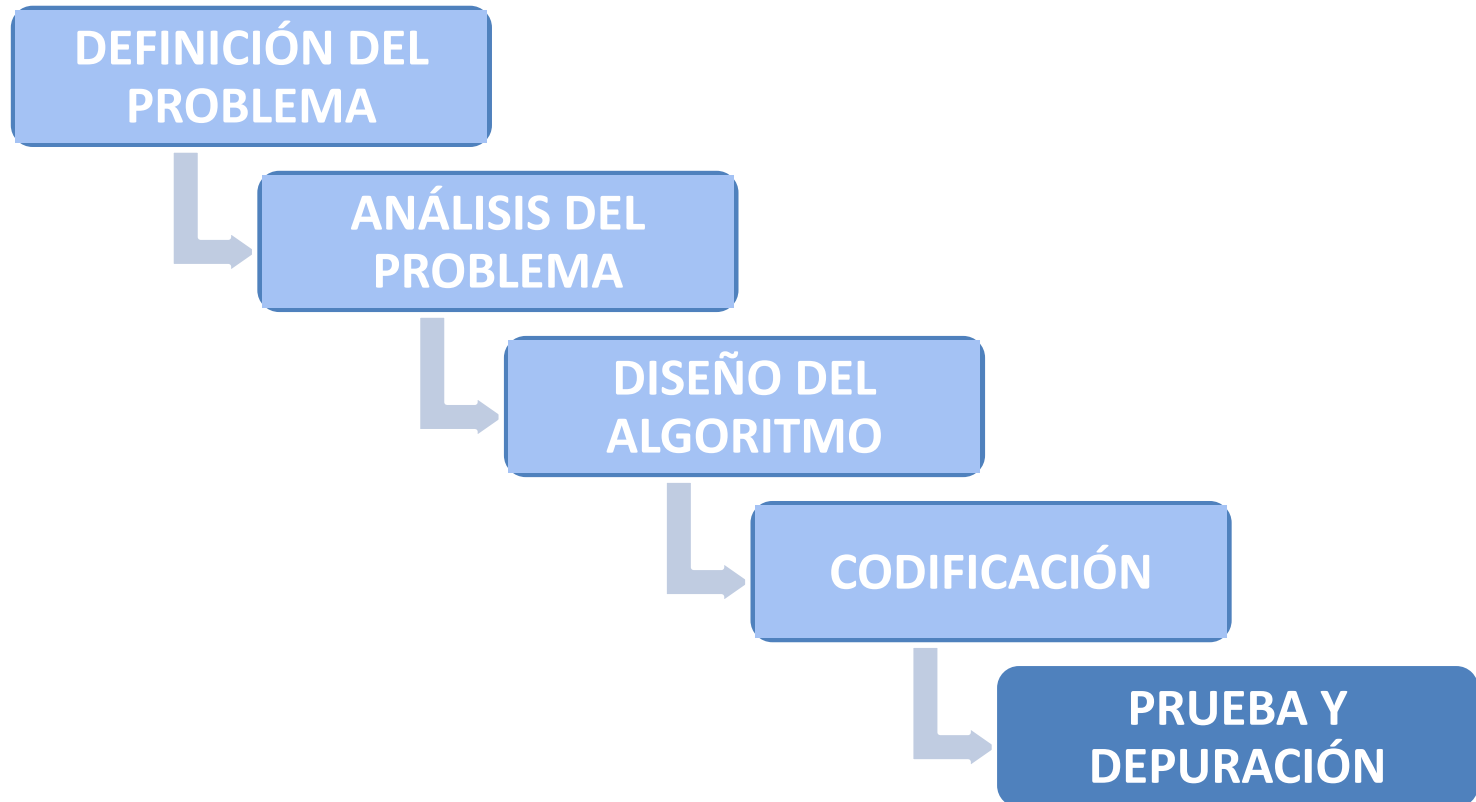 DEFINICIÓN DEL
PROBLEMA
ANÁLISIS DEL
PROBLEMA
DISEÑO DEL
ALGORITMO
CODIFICACIÓN
PRUEBA Y
DEPURACIÓN